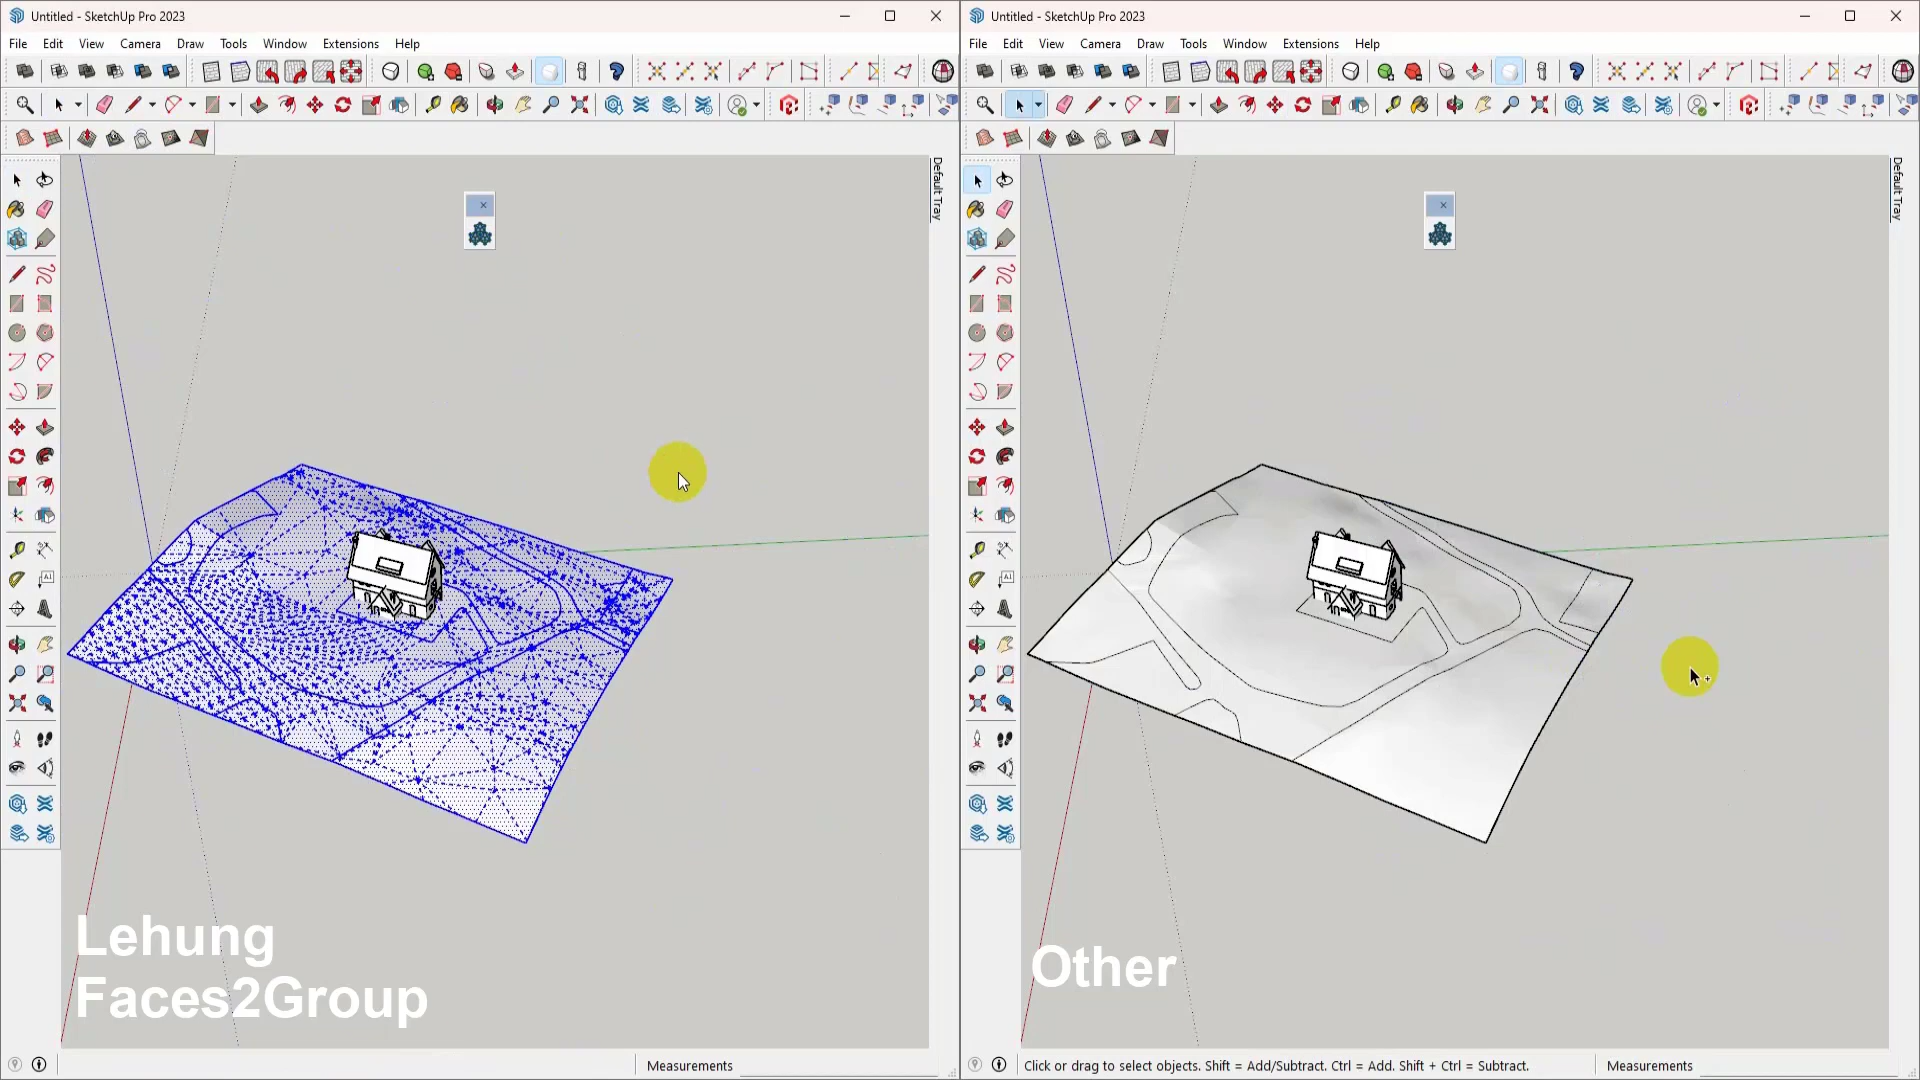 Untitled - SketchUp Pro 2023
File Edit View Camera Draw Tools Window Extensions Help
Default Tray
A1
Lehung
Faces2Group
Measurements
Untitled - SketchUp Pro 2023
File Edit View Camera Draw Tools Window Extensions Help
Default Tray
A1
Other
Click or drag to select objects. Shift = Add/Subtract. Ctrl = Add. Shift + Ctrl = Subtract.
Measurements